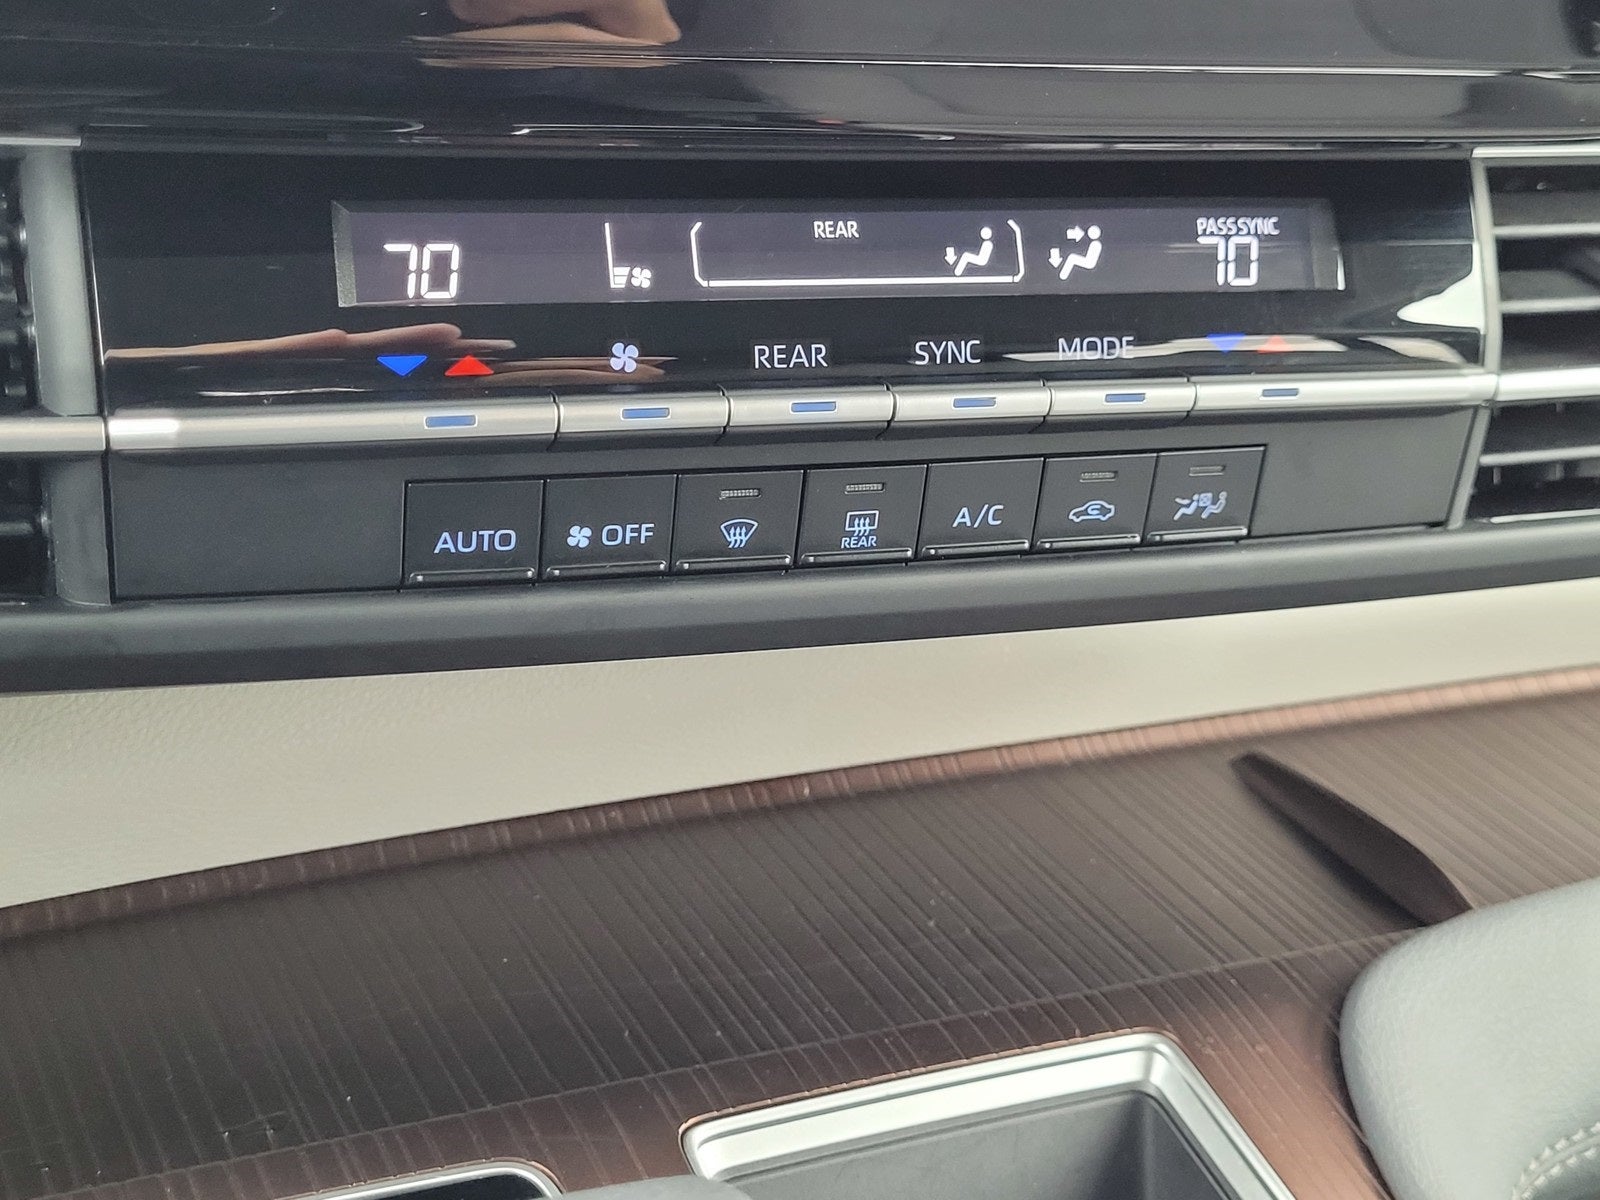 70
REAR
PASS SYNC
70
REAR SYNC MODE
AUTO
OFF
REAR
A/C